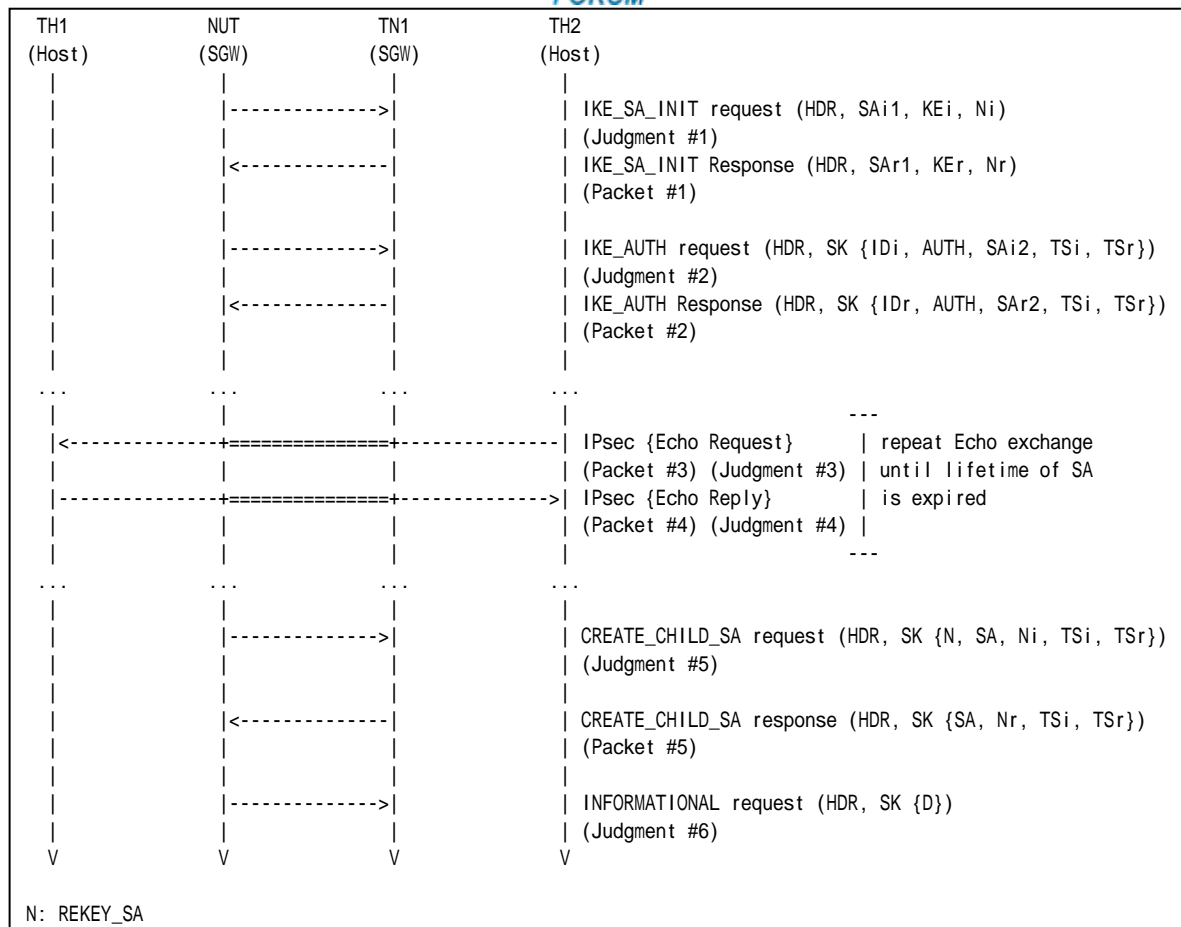 FORUM
TH1 NUT TN1 TH2
(Host) (SGW) (SGW) (Host)
| | | |
| |-------------->| | IKE_SA_INIT request (HDR, SAi1, KEi, Ni)
| | | | (Judgment #1)
| |<--------------| | IKE_SA_INIT Response (HDR, SAr1, KEr, Nr)
| | | | (Packet #1)
| | | |
| |-------------->| | IKE_AUTH request (HDR, SK {IDi, AUTH, SAi2, TSi, TSr})
| | | | (Judgment #2)
| |<--------------| | IKE_AUTH Response (HDR, SK {IDr, AUTH, SAr2, TSi, TSr})
| | | | (Packet #2)
| | | |
... ... ... ...
| | | | ---
|<--------------+===============+--------------| IPsec {Echo Request} | repeat Echo exchange
| | | | (Packet #3) (Judgment #3) | until lifetime of SA
|---------------+===============+-------------->| IPsec {Echo Reply} | is expired
| | | | (Packet #4) (Judgment #4) |
| | | | ---
... ... ... ...
| | | |
| |-------------->| | CREATE_CHILD_SA request (HDR, SK {N, SA, Ni, TSi, TSr})
| | | | (Judgment #5)
| | | |
| |<--------------| | CREATE_CHILD_SA response (HDR, SK {SA, Nr, TSi, TSr})
| | | | (Packet #5)
| | | |
| |-------------->| | INFORMATIONAL request (HDR, SK {D})
| | | | (Judgment #6)
V V V V
N: REKEY_SA